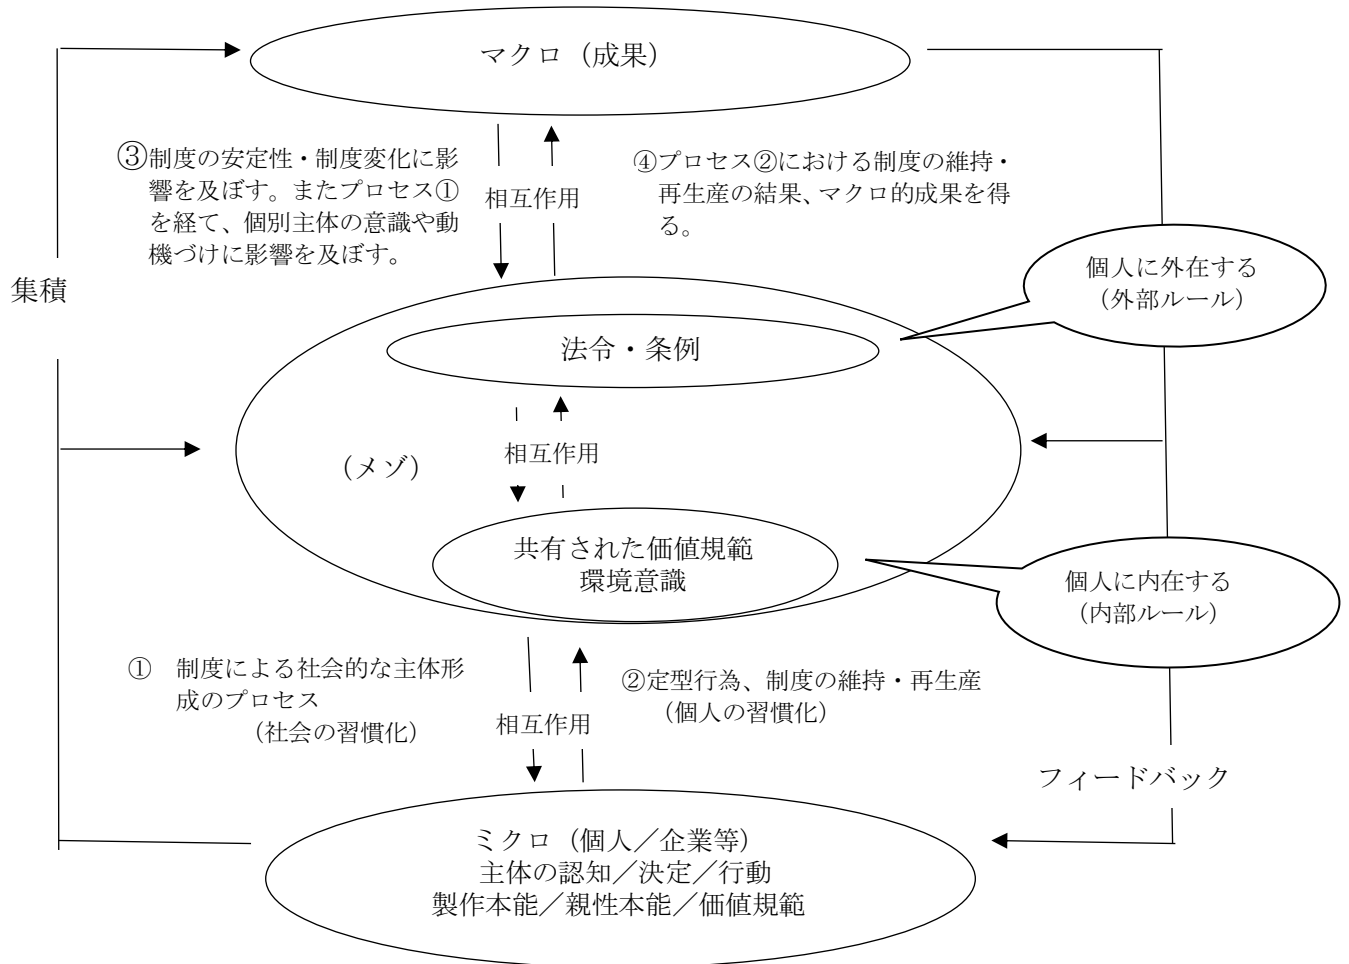 マクロ（成果）
③制度の安定性・制度変化に影
響を及ぼす。またプロセス①
を経て、個別主体の意識や動
機づけに影響を及ぼす。
相互作用
④プロセス②における制度の維持・
再生産の結果、マクロ的成果を得
る。
集積
個人に外在する
（外部ルール）
法令・条例
相互作用
（メゾ）
共有された価値規範
環境意識
個人に内在する
（内部ルール）
① 制度による社会的な主体形
成のプロセス
（社会の習慣化）
相互作用
②定型行為、制度の維持・再生産
（個人の習慣化）
フィードバック
ミクロ（個人／企業等）
主体の認知／決定／行動
製作本能／親性本能／価値規範